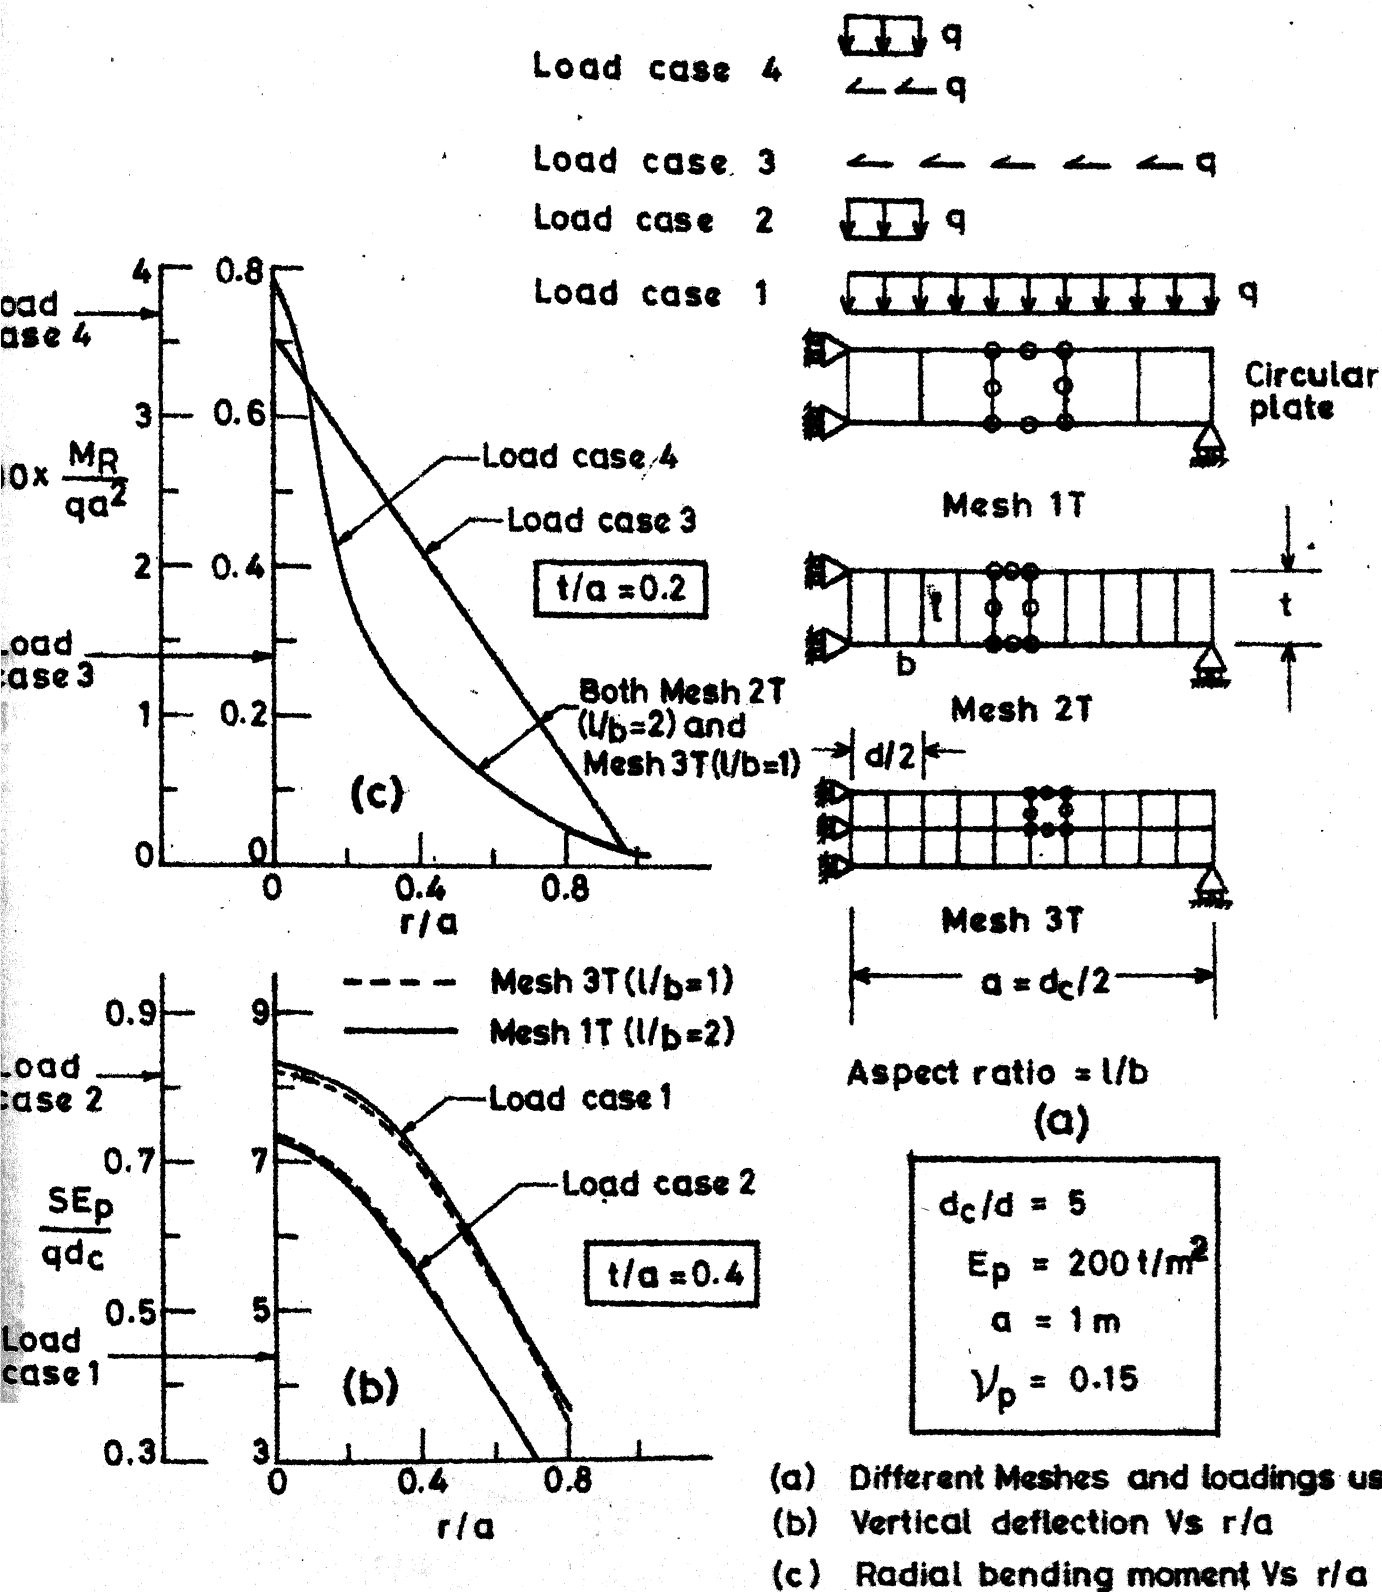 Load case 4 q
q
Load case 3 q
Load case 2 q
Load case 1 q
Circular
plate
Mesh 1T
t
l
b
Mesh 2T
d/2
Mesh 3T
a = dc/2
Aspect ratio = l/b
(a)
dc/d = 5
Ep = 200 t/m²
a = 1 m
νp = 0.15
4 0.8
oad
ase 4
3 0.6
0× MR/qa²
2 0.4
oad
ase 3
1 0.2
0 0
0 0.4 0.8
r/a
Load case 4
Load case 3
t/a = 0.2
Both Mesh 2T
(l/b=2) and
Mesh 3T (l/b=1)
(c)
Mesh 3T (l/b=1)
Mesh 1T (l/b=2)
0.9 9
oad
ase 2
0.7 7
SEp/qdc
0.5 5
Load
case 1
0.3 3
0 0.4 0.8
r/a
Load case 1
Load case 2
t/a = 0.4
(b)
(a) Different Meshes and loadings us
(b) Vertical deflection Vs r/a
(c) Radial bending moment Vs r/a